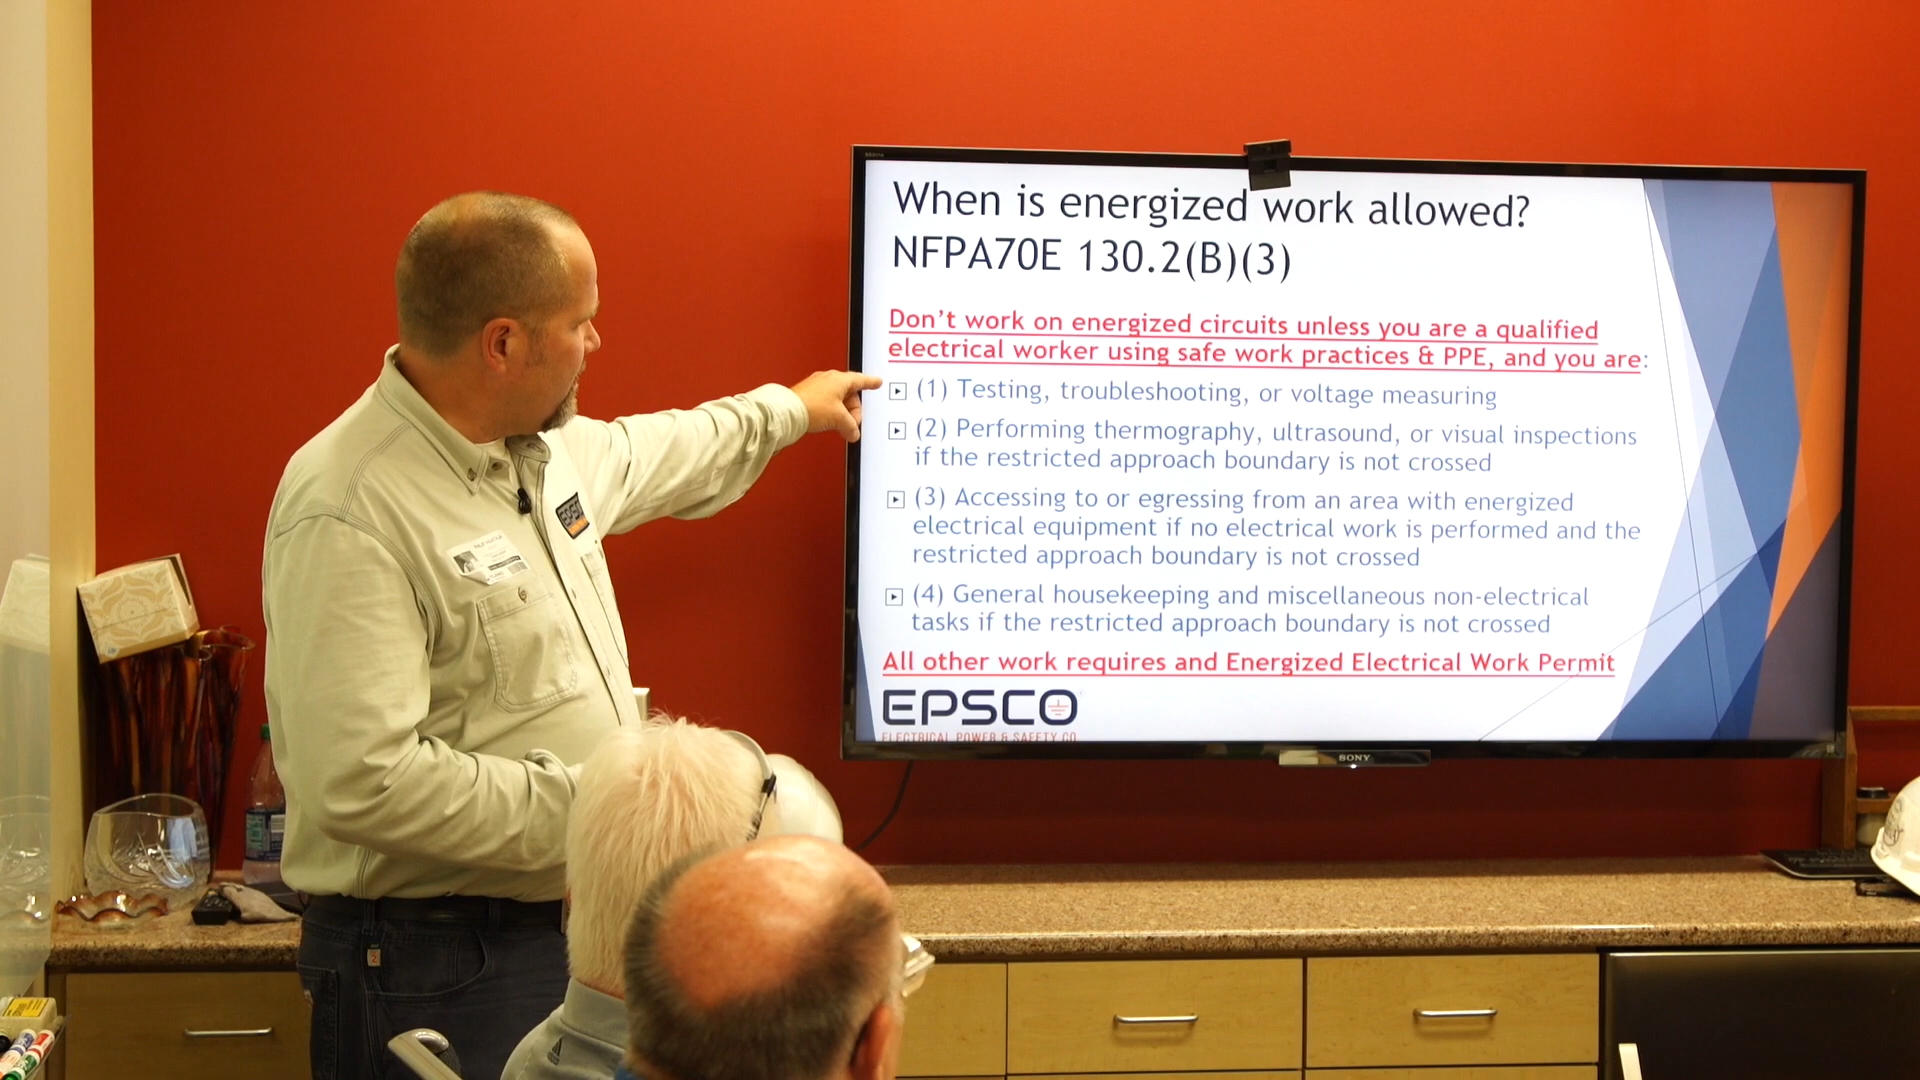 When is energized work allowed?
NFPA70E 130.2(B)(3)
Don't work on energized circuits unless you are a qualified
electrical worker using safe work practices & PPE, and you are:
(1) Testing, troubleshooting, or voltage measuring
(2) Performing thermography, ultrasound, or visual inspections
if the restricted approach boundary is not crossed
(3) Accessing to or egressing from an area with energized
electrical equipment if no electrical work is performed and the
restricted approach boundary is not crossed
(4) General housekeeping and miscellaneous non-electrical
tasks if the restricted approach boundary is not crossed
All other work requires and Energized Electrical Work Permit
EPSCO
ELECTRICAL POWER & SAFETY CO
SONY
EPSCO